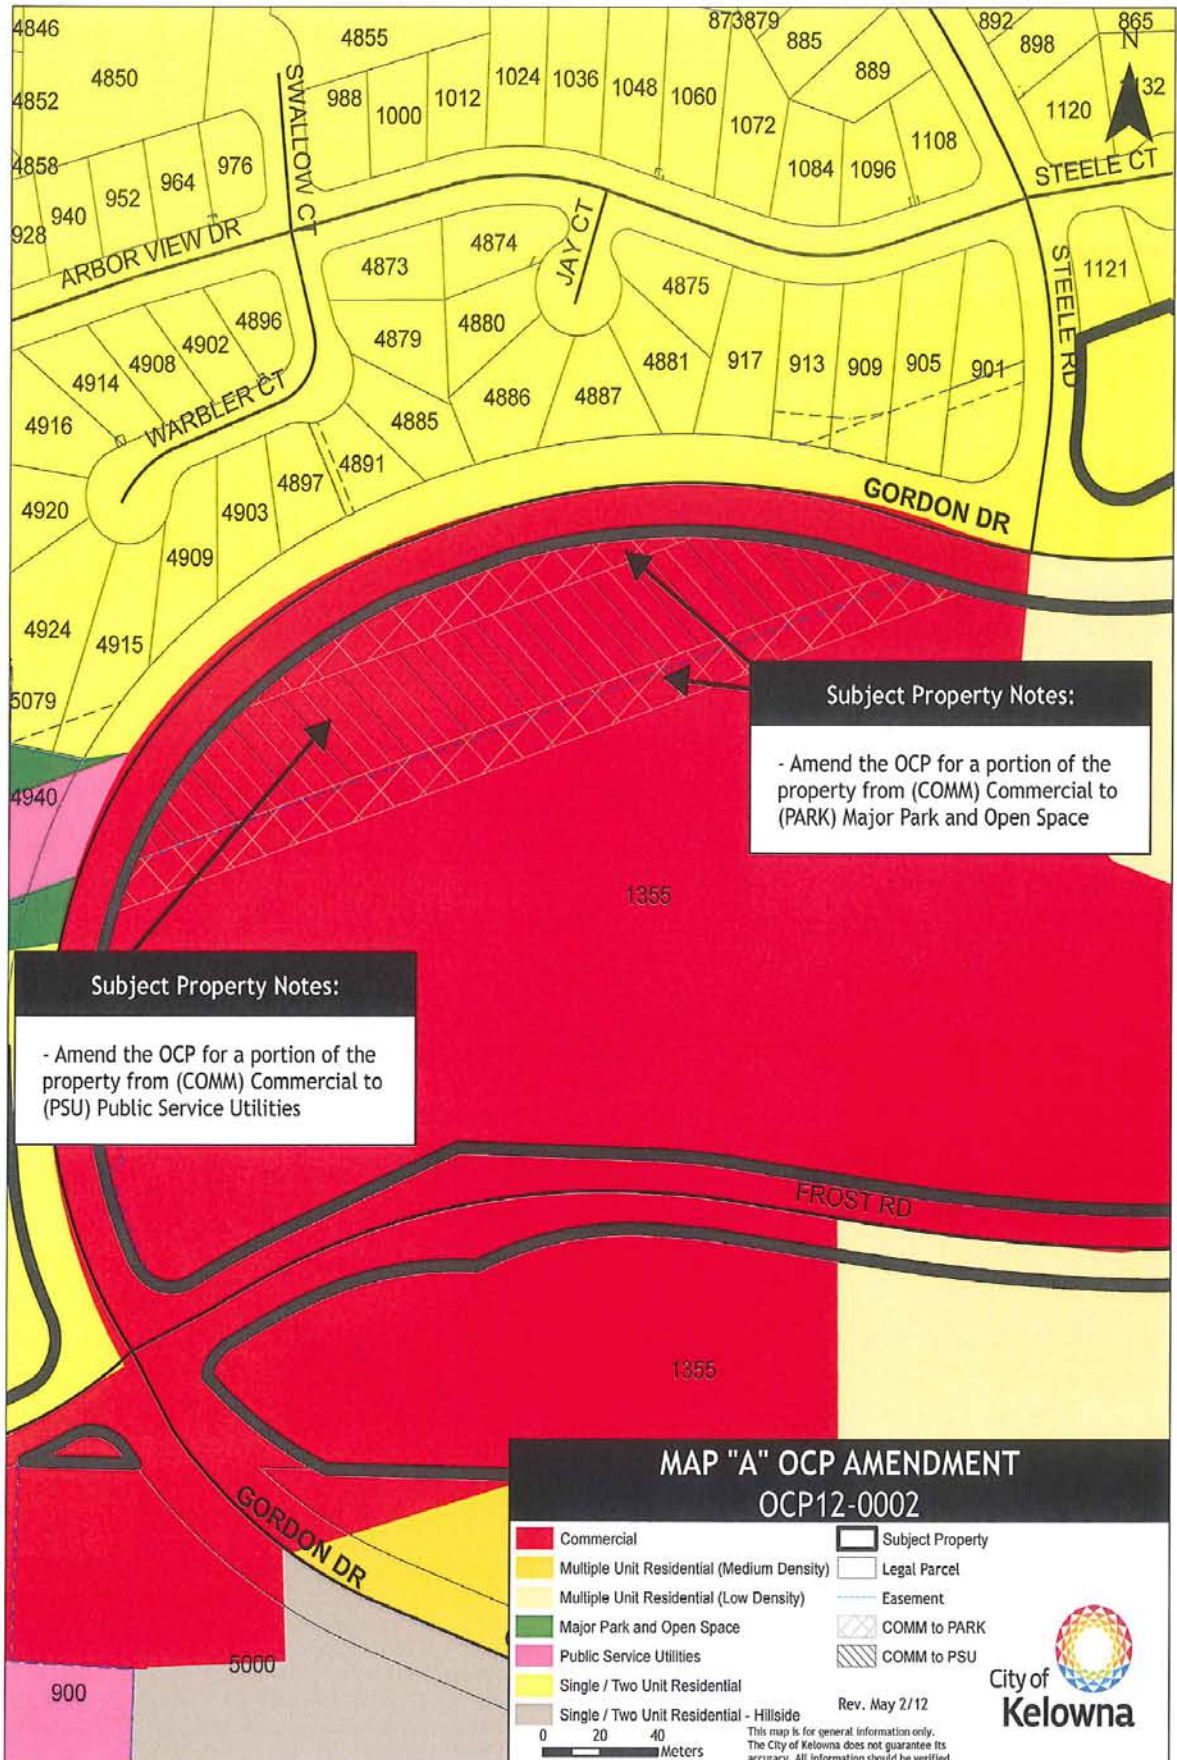 4846
4855
873879
885
892
865
898
N
4850
988
1000
1012
1024
1036
1048
1060
889
4852
1072
1120
1132
SWALLOW CT
4858
940
952
964
976
1084
1096
1108
STEELE CT
928
ARBOR VIEW DR
4873
4874
JAY CT
4875
STEELE RD
1121
4896
4902
4908
4914
4879
4880
4881
917
913
909
905
901
4916
WARBLER CT
4885
4886
4887
4891
4897
4903
4920
4909
GORDON DR
4924
4915
5079
4940
Subject Property Notes:
- Amend the OCP for a portion of the
property from (COMM) Commercial to
(PARK) Major Park and Open Space
1355
Subject Property Notes:
- Amend the OCP for a portion of the
property from (COMM) Commercial to
(PSU) Public Service Utilities
FROST RD
1355
GORDON DR
5000
900
MAP "A" OCP AMENDMENT
OCP12-0002
Commercial
Multiple Unit Residential (Medium Density)
Multiple Unit Residential (Low Density)
Major Park and Open Space
Public Service Utilities
Single / Two Unit Residential
Single / Two Unit Residential - Hillside
Subject Property
Legal Parcel
Easement
COMM to PARK
COMM to PSU
Rev. May 2/12
City of
Kelowna
0 20 40
Meters
This map is for general information only.
The City of Kelowna does not guarantee its
accuracy. All information should be verified.